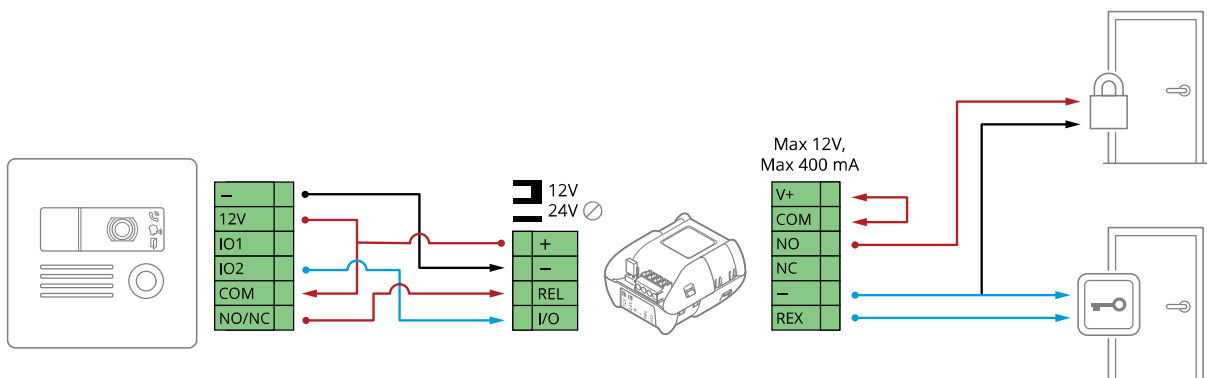 −
12V
IO1
IO2
COM
NO/NC
12V
24V
+
−
REL
I/O
Max 12V,
Max 400 mA
V+
COM
NO
NC
−
REX